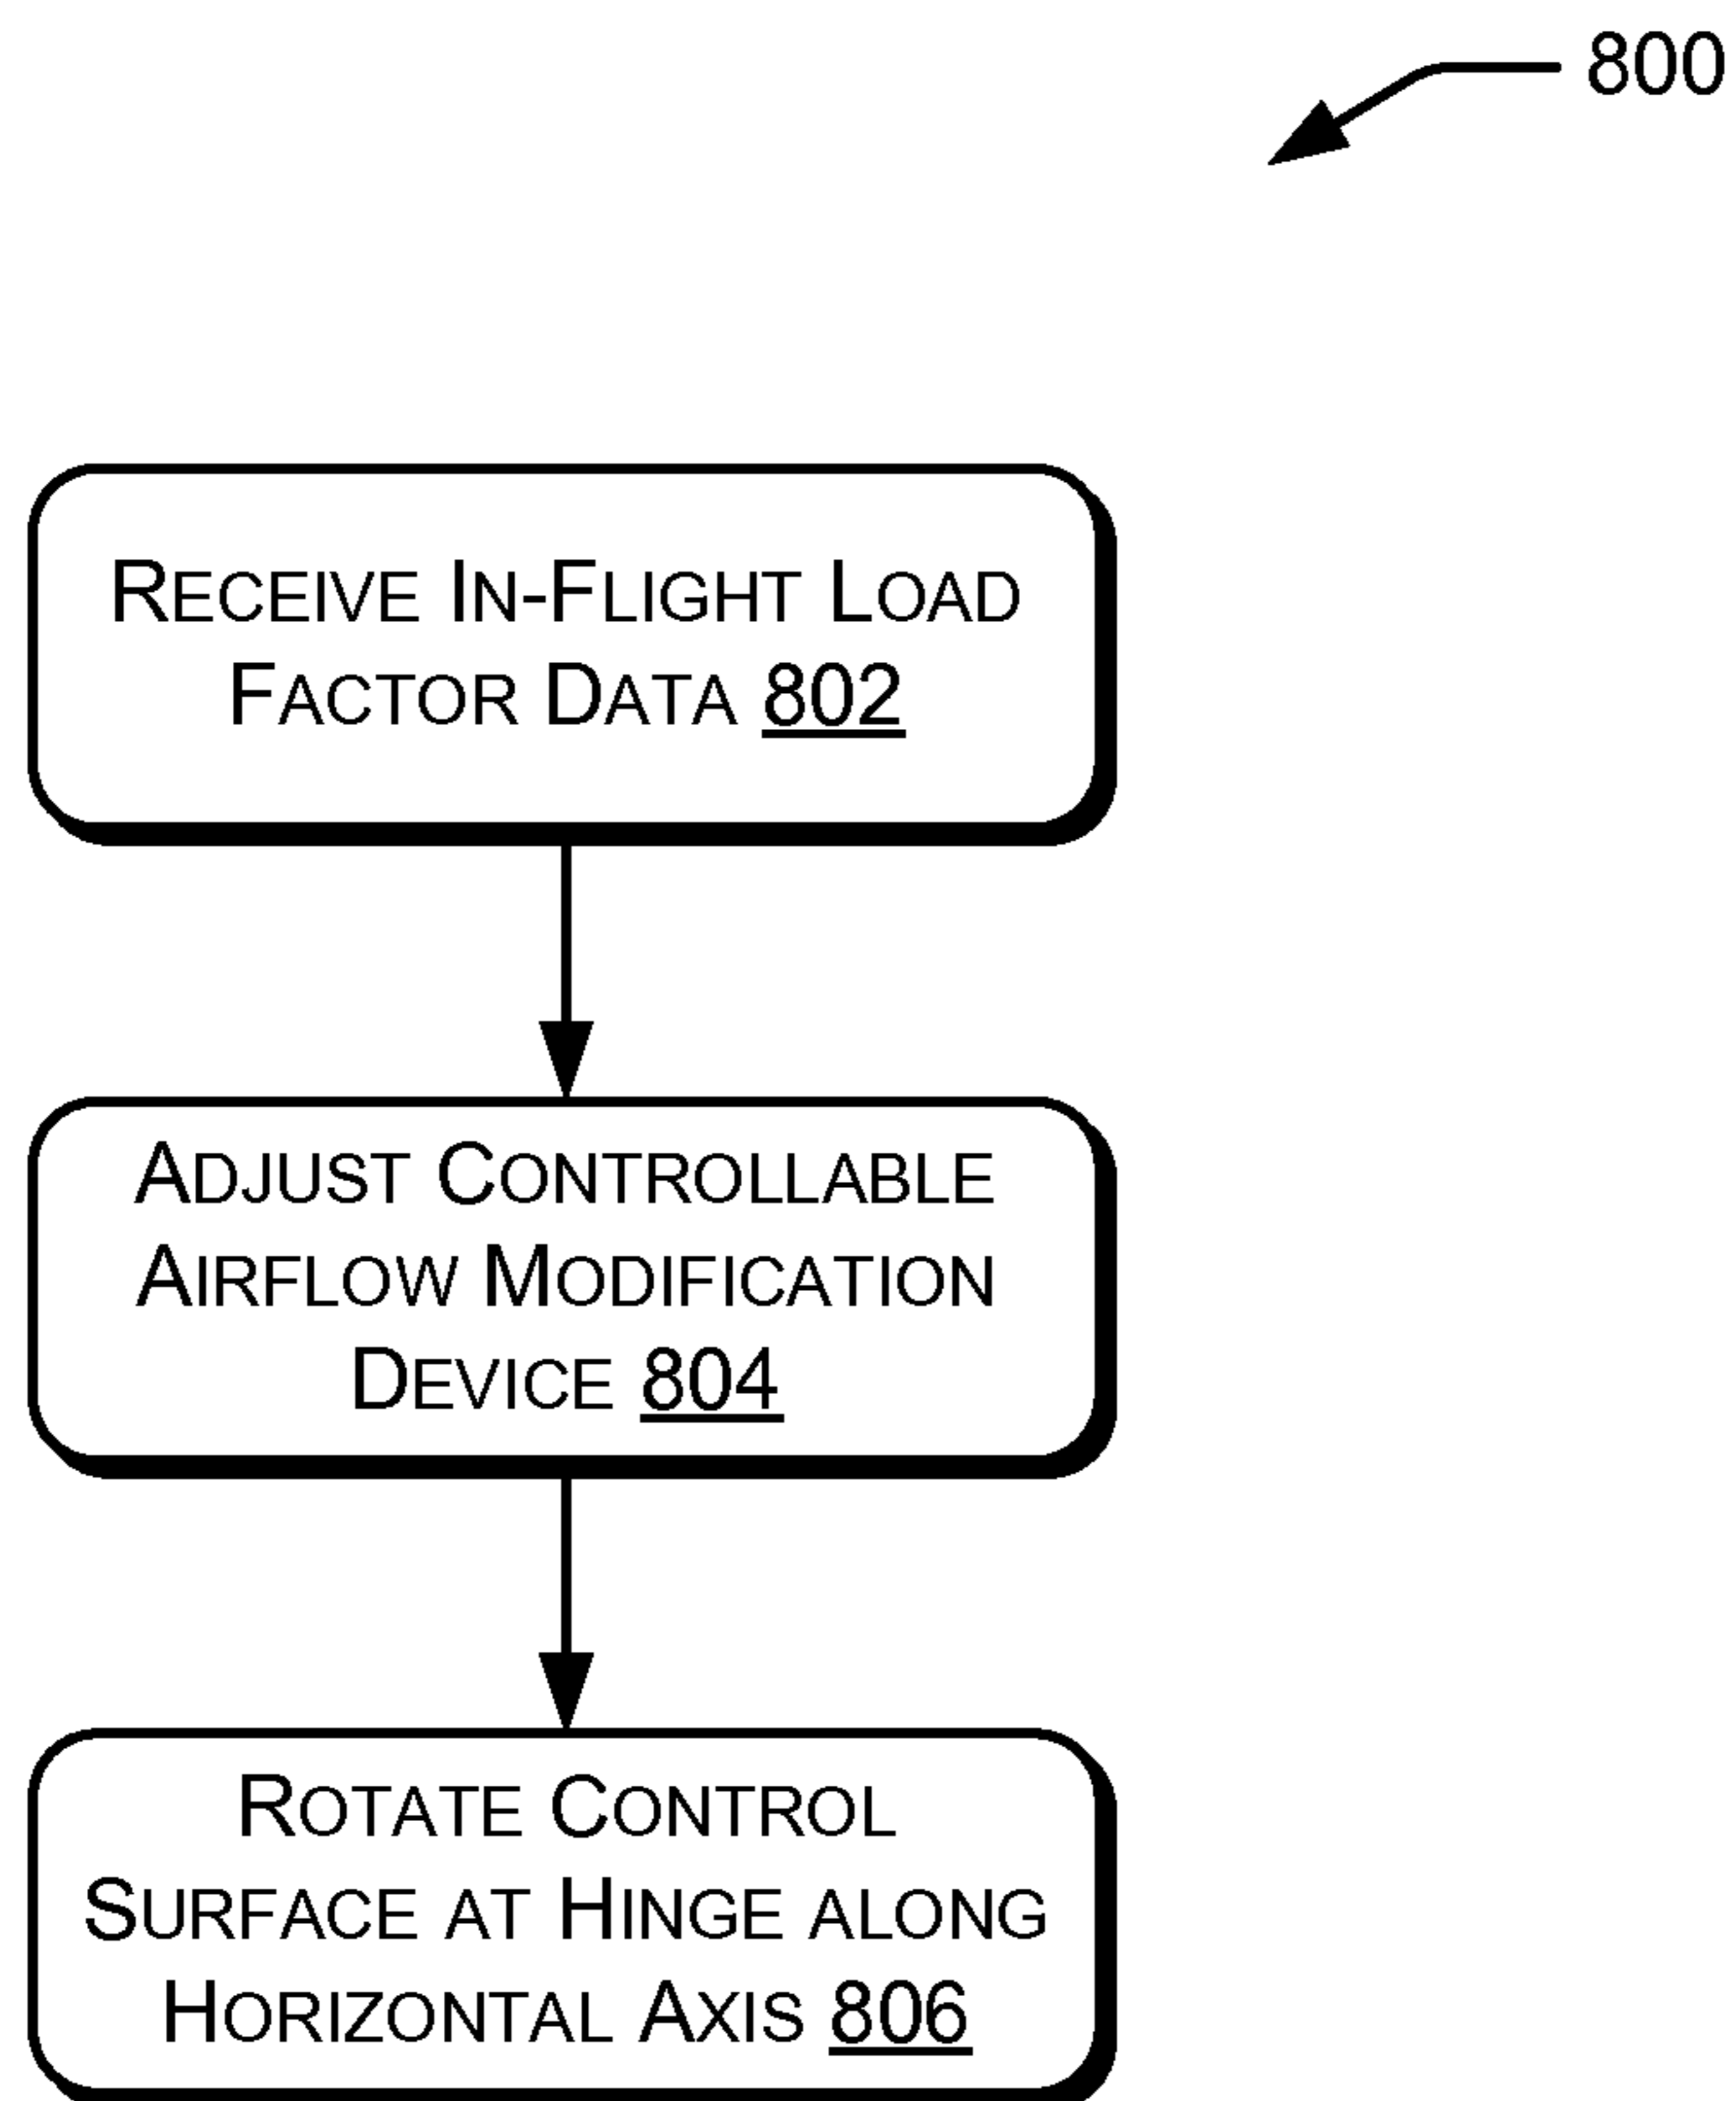 800
RECEIVE IN-FLIGHT LOAD
FACTOR DATA 802
ADJUST CONTROLLABLE
AIRFLOW MODIFICATION
DEVICE 804
ROTATE CONTROL
SURFACE AT HINGE ALONG
HORIZONTAL AXIS 806